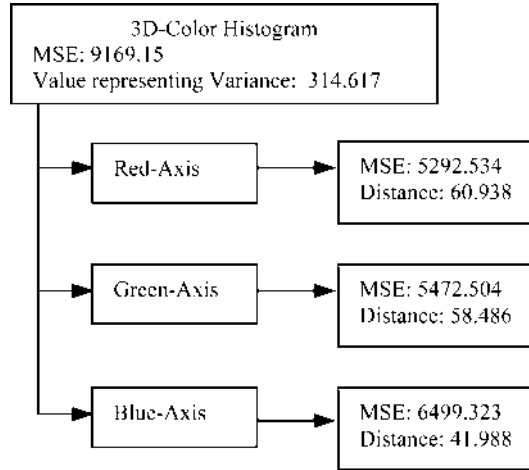 3D-Color Histogram
MSE: 9169.15
Value representing Variance: 314.617
Red-Axis
MSE: 5292.534
Distance: 60.938
Green-Axis
MSE: 5472.504
Distance: 58.486
Blue-Axis
MSE: 6499.323
Distance: 41.988